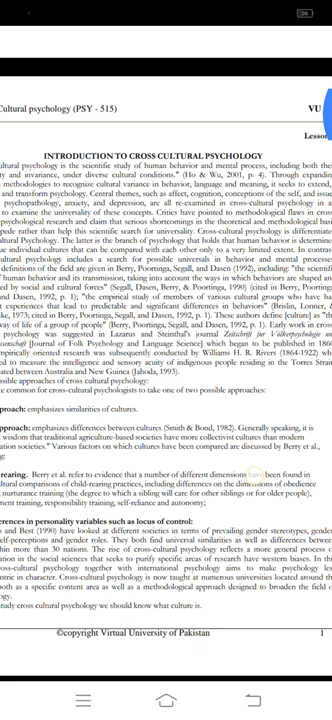 26
Cultural psychology (PSY - 515) VU
Lesson
INTRODUCTION TO CROSS CULTURAL PSYCHOLOGY
ultural psychology is the scientific study of human behavior and mental process, including both thei
ty and invariance, under diverse cultural conditions." (Ho & Wu, 2001, p. 4). Through expandin
methodologies to recognize cultural variance in behavior, language and meaning, it seeks to extend,
and transform psychology. Central themes, such as affect, cognition, conceptions of the self, and issue
psychopathology, anxiety, and depression, are all re-examined in cross-cultural psychology in a
to examine the universality of these concepts. Critics have pointed to methodological flaws in cross
psychological research and claim that serious shortcomings in the theoretical and methodological base
pede rather than help this scientific search for universality. Cross-cultural psychology is differentiate
ultural Psychology. The latter is the branch of psychology that holds that human behavior is determine
ue individual cultures that can be compared with each other only to a very limited extent. In contras
ultural psychology includes a search for possible universals in behavior and mental processes
definitions of the field are given in Berry, Poortinga, Segall, and Dasen (1992), including: "the scientifi
f human behavior and its transmission, taking into account the ways in which behaviors are shaped an
ed by social and cultural forces" (Segall, Dasen, Berry, & Poortinga, 1990) (cited in Berry, Poortinga
and Dasen, 1992, p. 1); "the empirical study of members of various cultural groups who have ha
t experiences that lead to predictable and significant differences in behaviors" (Brislin, Lonner, &
ke, 1973; cited in Berry, Poortinga, Segall, and Dasen, 1992, p. 1). These authors define [culture] as "th
way of life of a group of people" (Berry, Poortinga, Segall, and Dasen, 1992, p. 1). Early work in cross
psychology was suggested in Lazarus and Steinthal's journal Zeitschrift für Völkerpsychologie un
ssenschaft [Journal of Folk Psychology and Language Science] which began to be published in 1860
mpirically oriented research was subsequently conducted by Williams H. R. Rivers (1864-1922) wh
ed to measure the intelligence and sensory acuity of indigenous people residing in the Torres Strait
ated between Australia and New Guinea (Jahoda, 1993).
ssible approaches of cross cultural psychology:
e common for cross-cultural psychologists to take one of two possible approaches:
proach: emphasizes similarities of cultures.
approach: emphasizes differences between cultures (Smith & Bond, 1982). Generally speaking, it is
l wisdom that traditional agriculture-based societies have more collectivist cultures than modern
ation societies." Various factors on which cultures have been compared are discussed by Berry et al.,
g:
rearing. Berry et al. refer to evidence that a number of different dimensions have been found in
ltural comparisons of child-rearing practices, including differences on the dimensions of obedience
, nurturance training (the degree to which a sibling will care for other siblings or for older people),
ment training, responsibility training, self-reliance and autonomy;
erences in personality variables such as locus of control:
s and Best (1990) have looked at different societies in terms of prevailing gender stereotypes, gender
elf-perceptions and gender roles. They both find universal similarities as well as differences betwee
thin more than 30 nations. The rise of cross-cultural psychology reflects a more general process o
ation in the social sciences that seeks to purify specific areas of research have western biases. In thi
oss-cultural psychology together with international psychology aims to make psychology les
entric in character. Cross-cultural psychology is now taught at numerous universities located around th
both as a specific content area as well as a methodological approach designed to broaden the field o
ogy.
tudy cross cultural psychology we should know what culture is.
©copyright Virtual University of Pakistan 1